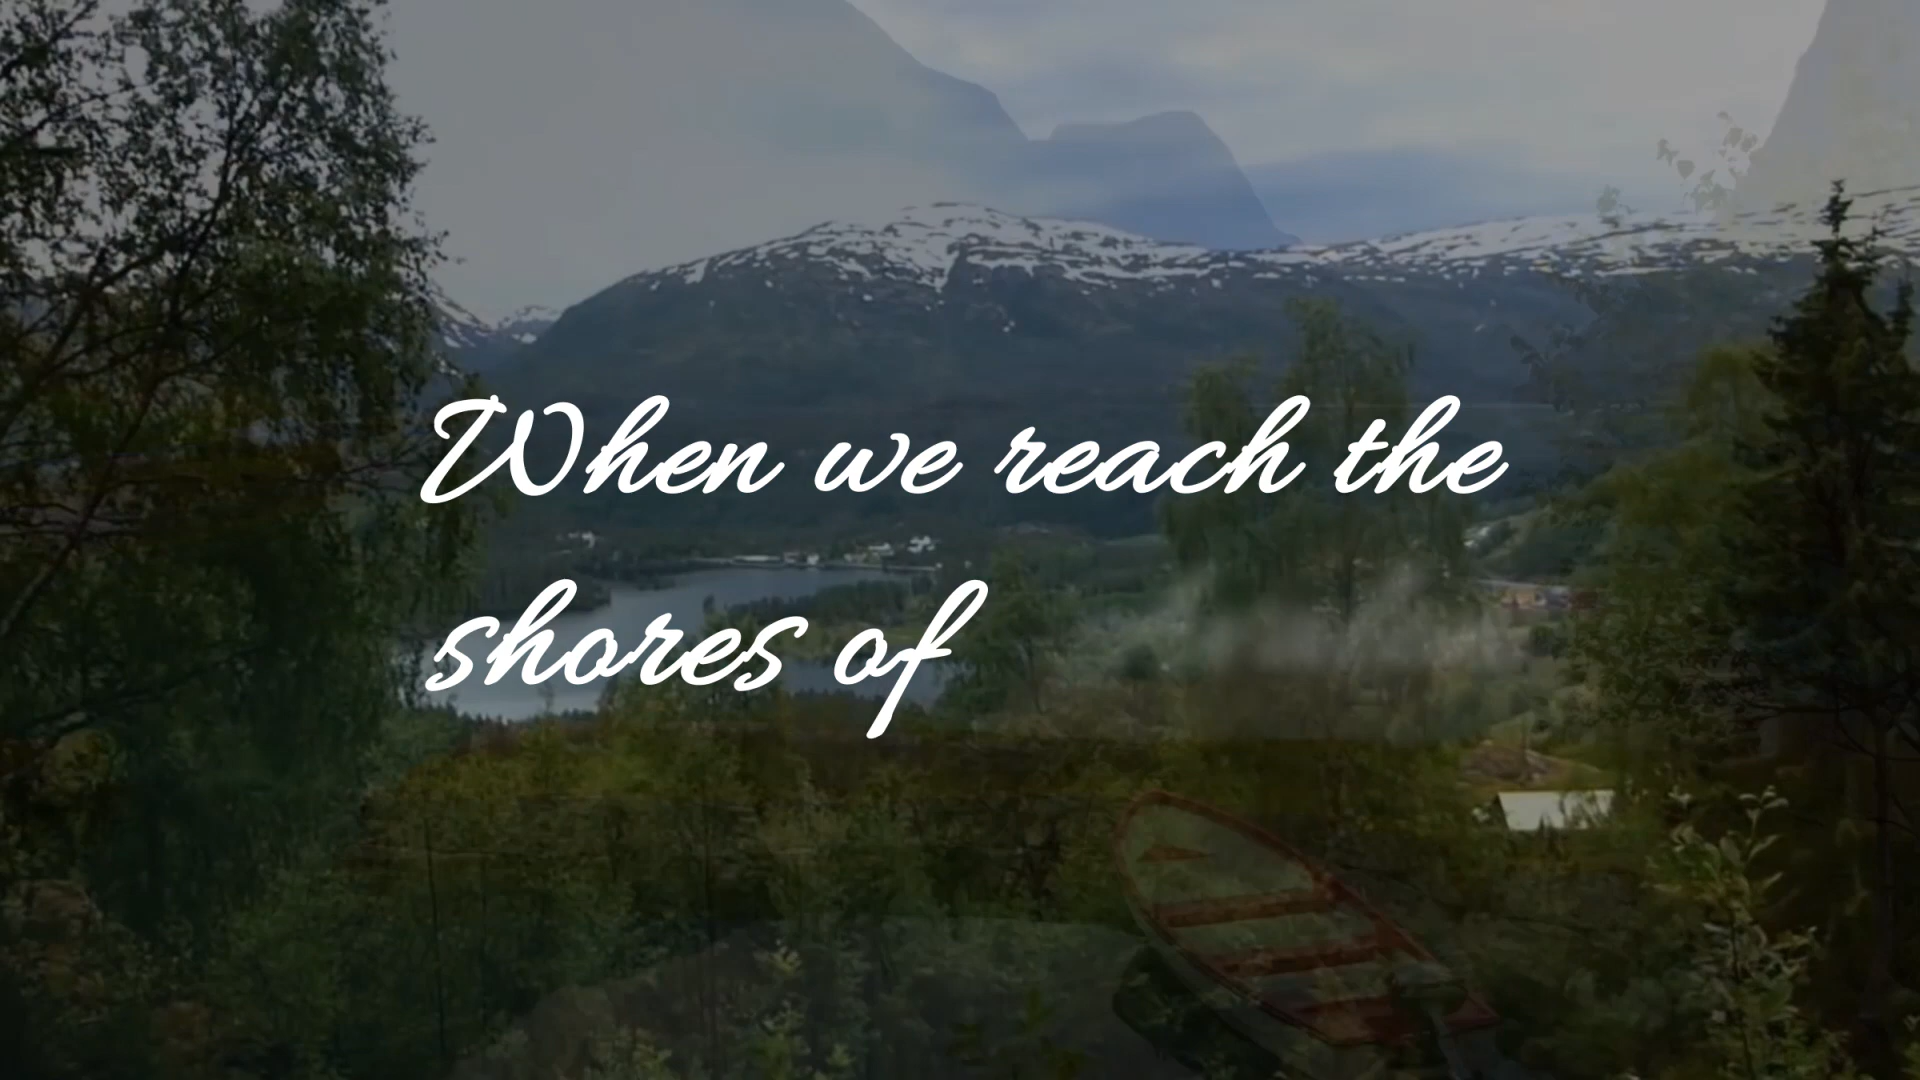 When we reach the
shores of